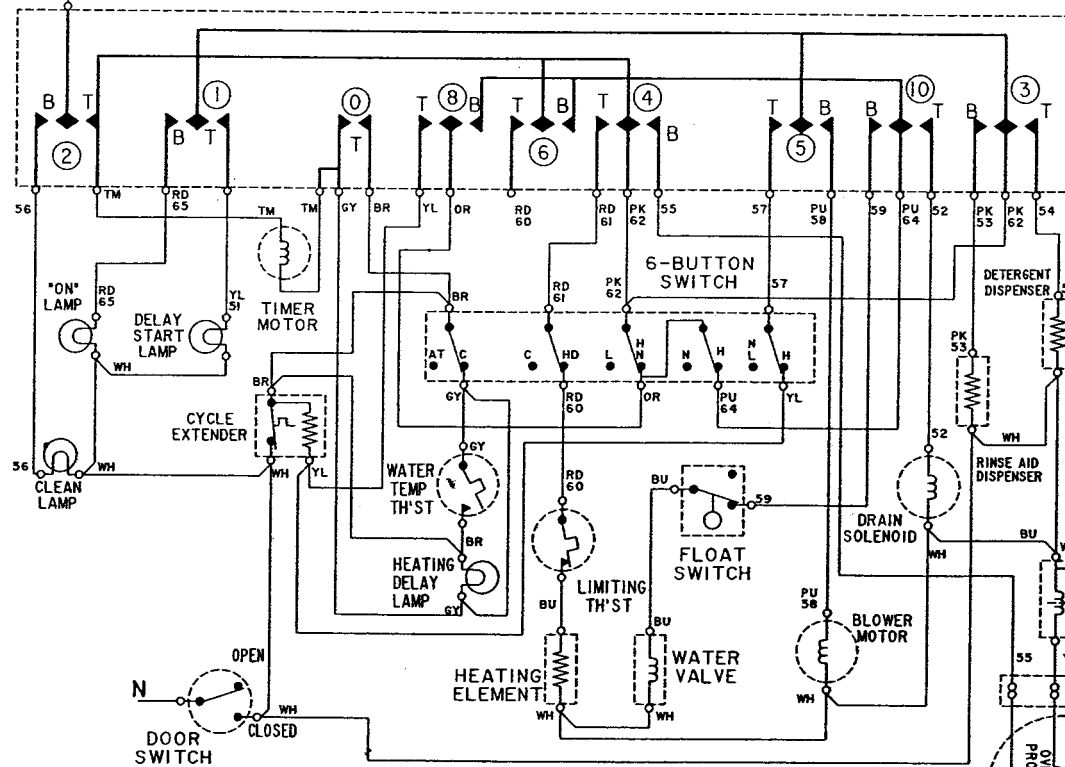 B T 1 0 8 4 10 3
T B T B T T B B T B T
B T T B
2 6 5
56 TM RD 65 TM GY BR YL OR RD 60 RD 61 PK 62 55 57 PU 58 59 PU 64 52 PK 53 PK 62 54
TM
6-BUTTON
SWITCH
"ON"
LAMP
RD
65
DELAY
START
LAMP
YL
51
TIMER
MOTOR
BR
RD
61
PK
62
57
DETERGENT
DISPENSER
5
PK
53
WH
AT C
C HD
L H N
N H
N L H
GY
RD
60
OR
PU
64
YL
BR
CYCLE
EXTENDER
WH
YL
56
CLEAN
LAMP
WH
GY
WATER
TEMP
TH'ST
RD
60
BU
59
52
WH
RINSE AID
DISPENSER
DRAIN
SOLENOID
WH
BU
FLOAT
SWITCH
BR
HEATING
DELAY
LAMP
GY
LIMITING
TH'ST
BU
BU
PU
58
BLOWER
MOTOR
HEATING
ELEMENT
WATER
VALVE
WH
WH
WH
55
OPEN
N
WH
CLOSED
DOOR
SWITCH
OV
PRO